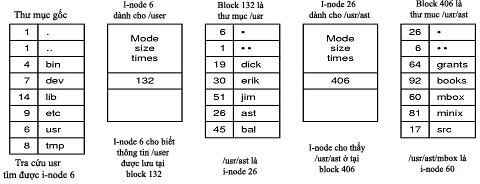 Thư mục gốc
1 .
1 ..
4 bin
7 dev
14 lib
9 etc
6 usr
8 tmp
Tra cứu usr
tìm được i-node 6
I-node 6
dành cho /user
Mode
size
times
132
I-node 6 cho biết
thông tin /user
được lưu tại
block 132
Block 132 là
thư mục /usr
6 •
1 ••
19 dick
30 erik
51 jim
26 ast
45 bal
/usr/ast là
i-node 26
I-node 26
dành cho /usr/ast
Mode
size
times
406
I-node cho thấy
/usr/ast ở tại
block 406
Block 406 là
thư mục /usr/ast
26 •
6 ••
64 grants
92 books
60 mbox
81 minix
17 src
/usr/ast/mbox là
i-node 60